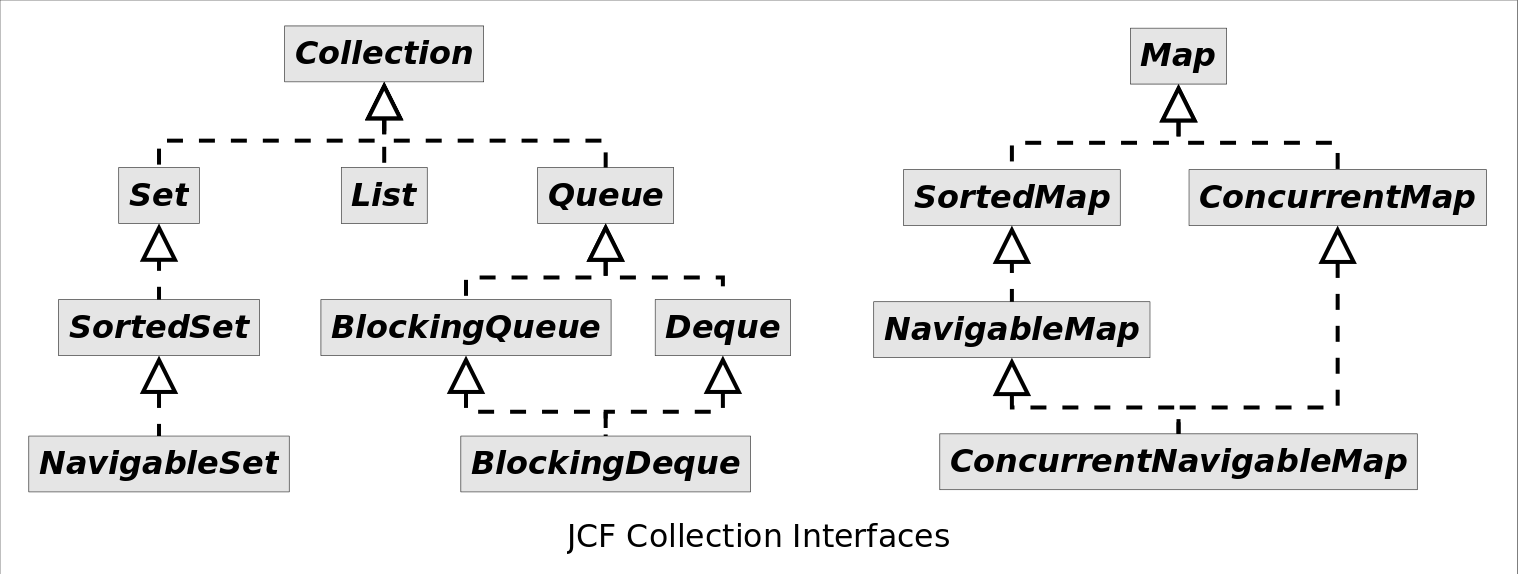 Collection
Map
Set
List
Queue
SortedMap
ConcurrentMap
SortedSet
BlockingQueue
Deque
NavigableMap
NavigableSet
BlockingDeque
ConcurrentNavigableMap
JCF Collection Interfaces